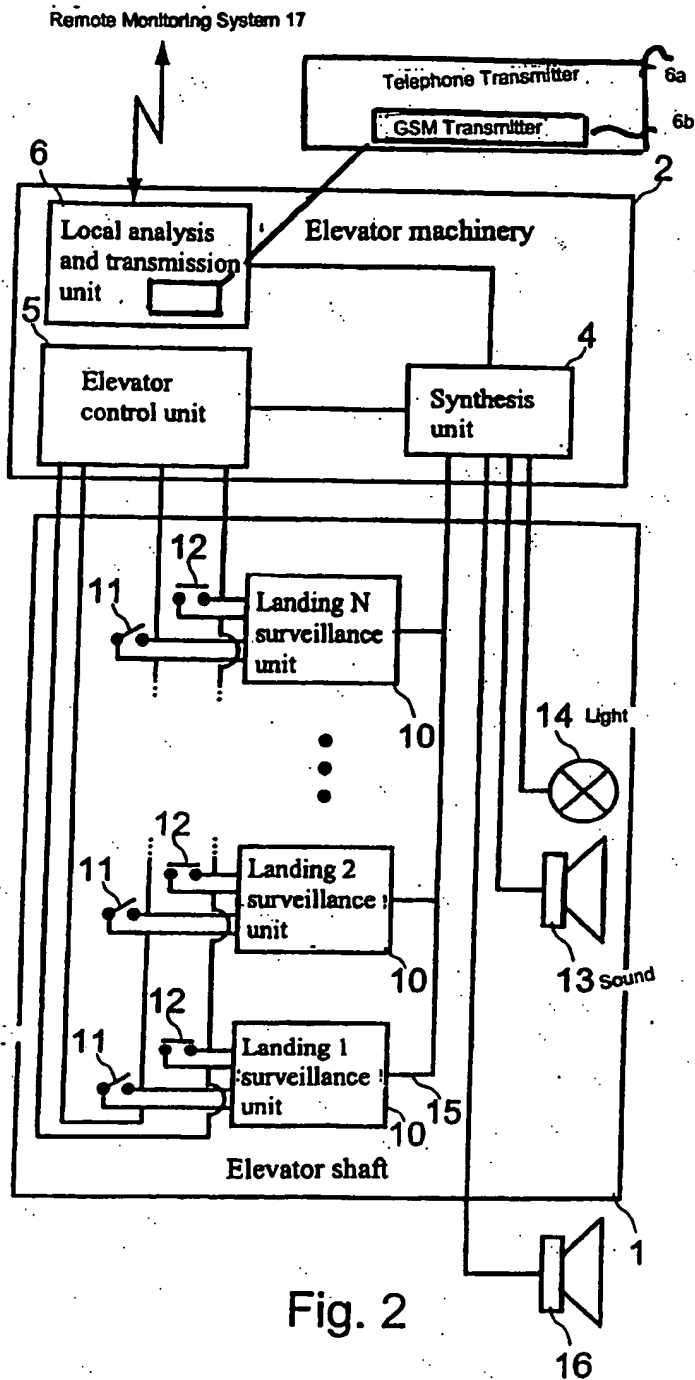 Remote Monitoring System 17
6a
Telephone Transmitter
GSM Transmitter
6b
6
2
Local analysis
and transmission
unit
Elevator machinery
5
4
Elevator
control unit
Synthesis
unit
12
11
Landing N
surveillance
unit
10
14 Light
12
11
Landing 2
surveillance
unit
10
13 Sound
12
11
Landing 1
surveillance
unit
15
10
Elevator shaft
1
Fig. 2
16